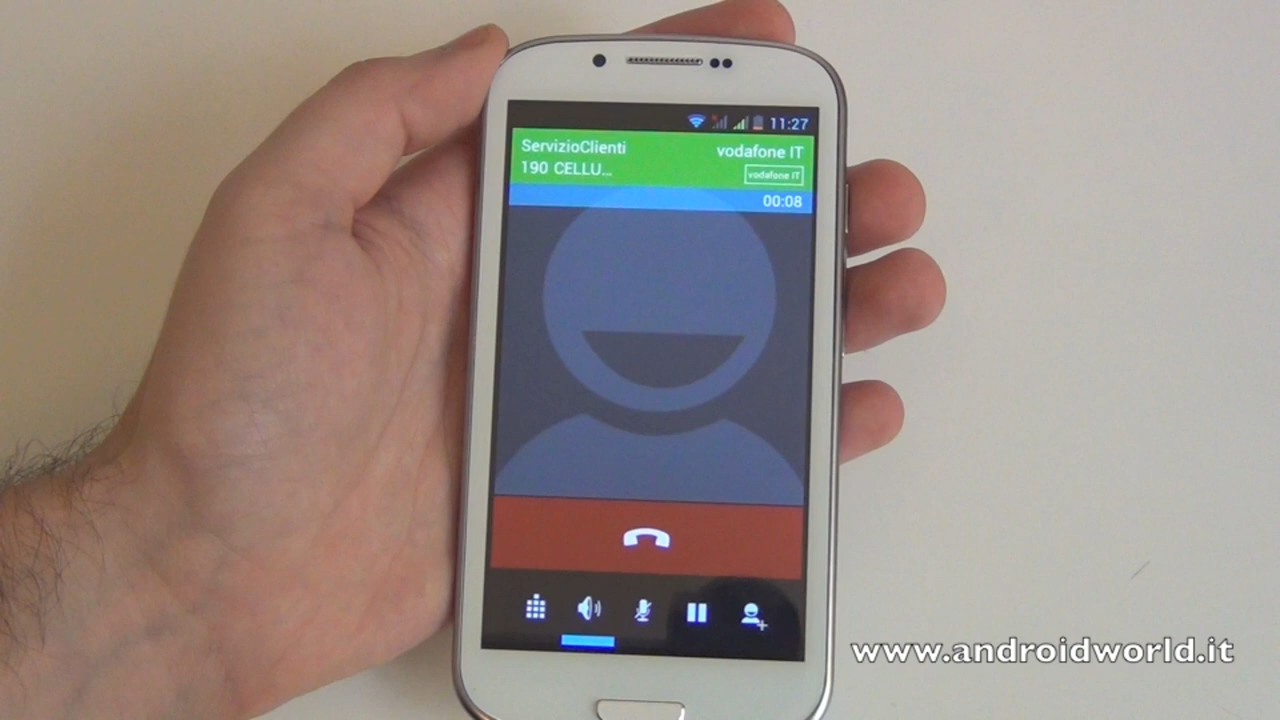 11:27
ServizioClienti
vodafone IT
190 CELLU...
vodafone IT
00:08
www.androidworld.it